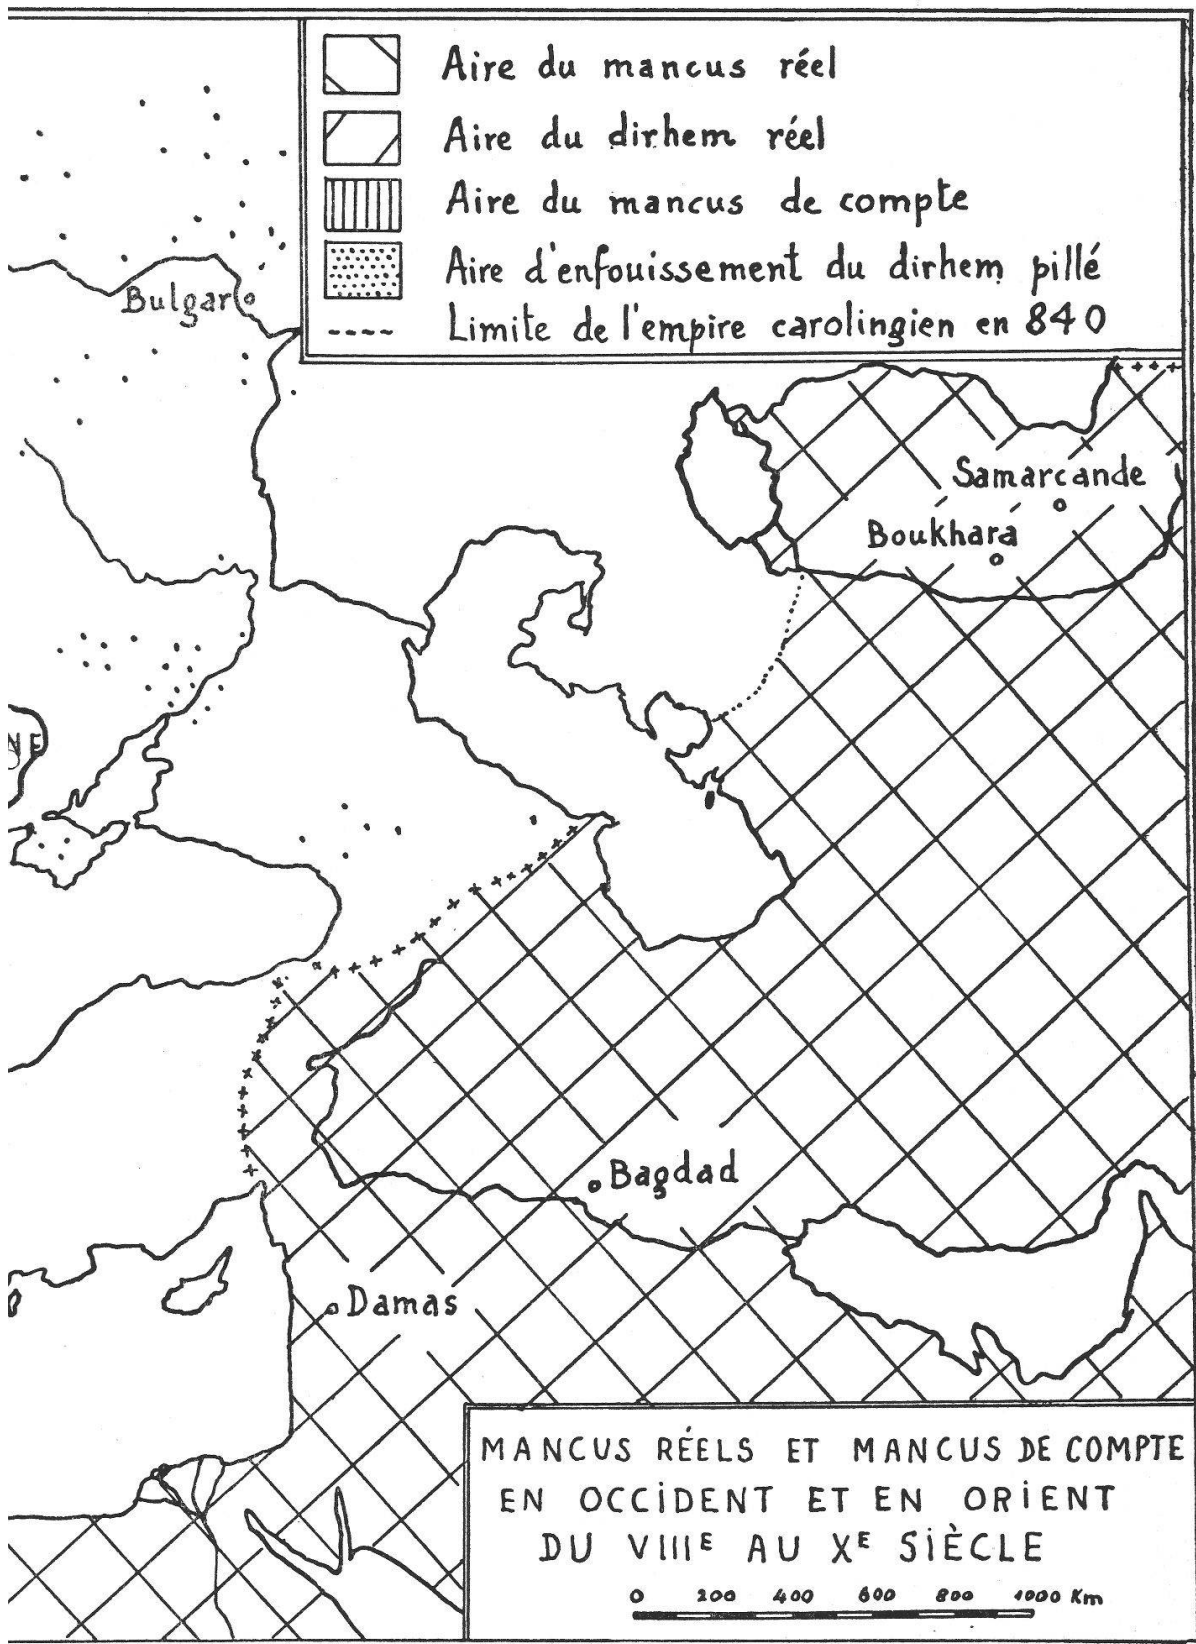 Aire du mancus réel
Aire du dirhem réel
Aire du mancus de compte
Aire d'enfouissement du dirhem pillé
Limite de l'empire carolingien en 840
Bulgar
Samarcande
Boukhara
NE
Bagdad
Damas
MANCUS RÉELS ET MANCUS DE COMPTE
EN OCCIDENT ET EN ORIENT
DU VIIIE AU XE SIÈCLE
0 200 400 600 800 1000 Km